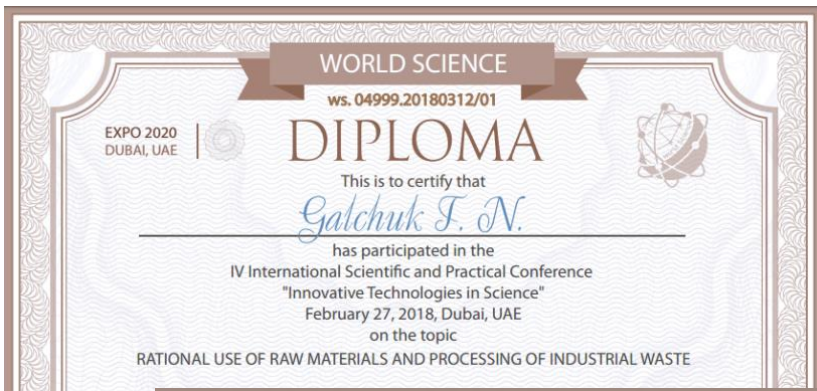 WORLD SCIENCE
ws. 04999.20180312/01
EXPO 2020
DUBAI, UAE
DIPLOMA
This is to certify that
Galchuk T. N.
has participated in the
IV International Scientific and Practical Conference
"Innovative Technologies in Science"
February 27, 2018, Dubai, UAE
on the topic
RATIONAL USE OF RAW MATERIALS AND PROCESSING OF INDUSTRIAL WASTE